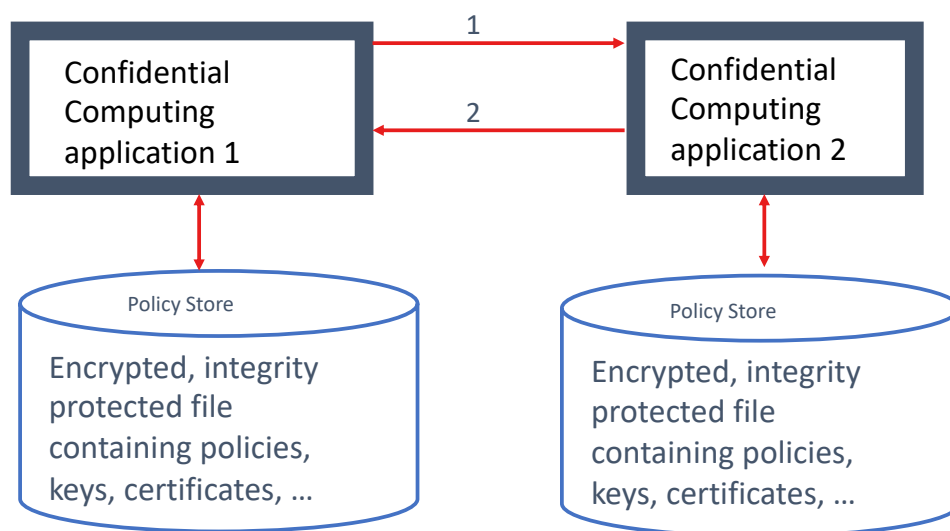 1
Confidential
Computing
application 1
Confidential
Computing
application 2
2
Policy Store
Encrypted, integrity
protected file
containing policies,
keys, certificates, …
Policy Store
Encrypted, integrity
protected file
containing policies,
keys, certificates, …